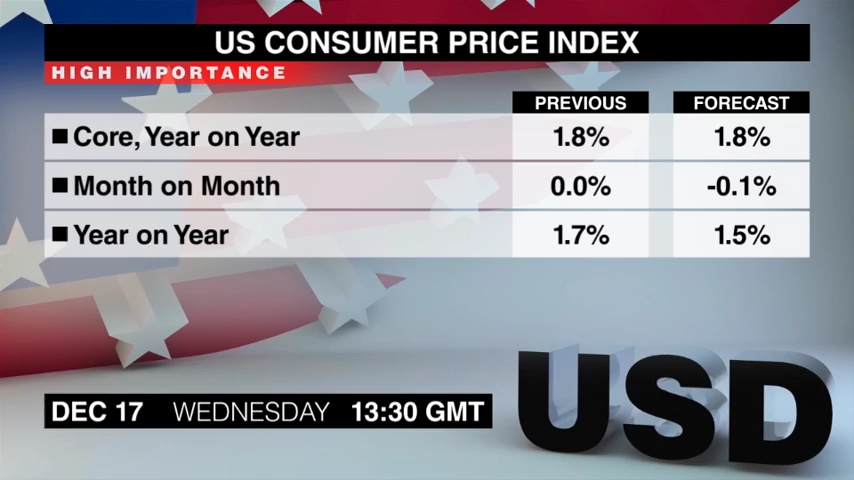 US CONSUMER PRICE INDEX
HIGH IMPORTANCE
PREVIOUS FORECAST
Core, Year on Year 1.8% 1.8%
Month on Month 0.0% -0.1%
Year on Year 1.7% 1.5%
DEC 17 WEDNESDAY 13:30 GMT
USD